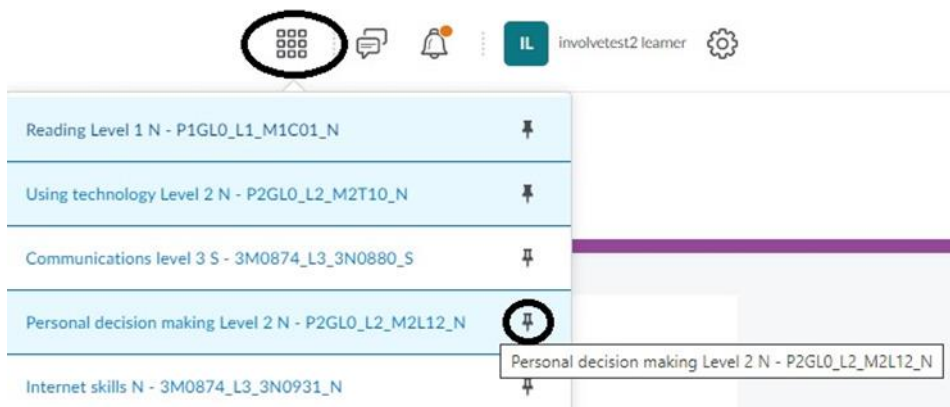 IL involvetest2 learner
Reading Level 1 N - P1GL0_L1_M1C01_N
Using technology Level 2 N - P2GL0_L2_M2T10_N
Communications level 3 S - 3M0874_L3_3N0880_S
Personal decision making Level 2 N - P2GL0_L2_M2L12_N
Personal decision making Level 2 N - P2GL0_L2_M2L12_N
Internet skills N - 3M0874_L3_3N0931_N